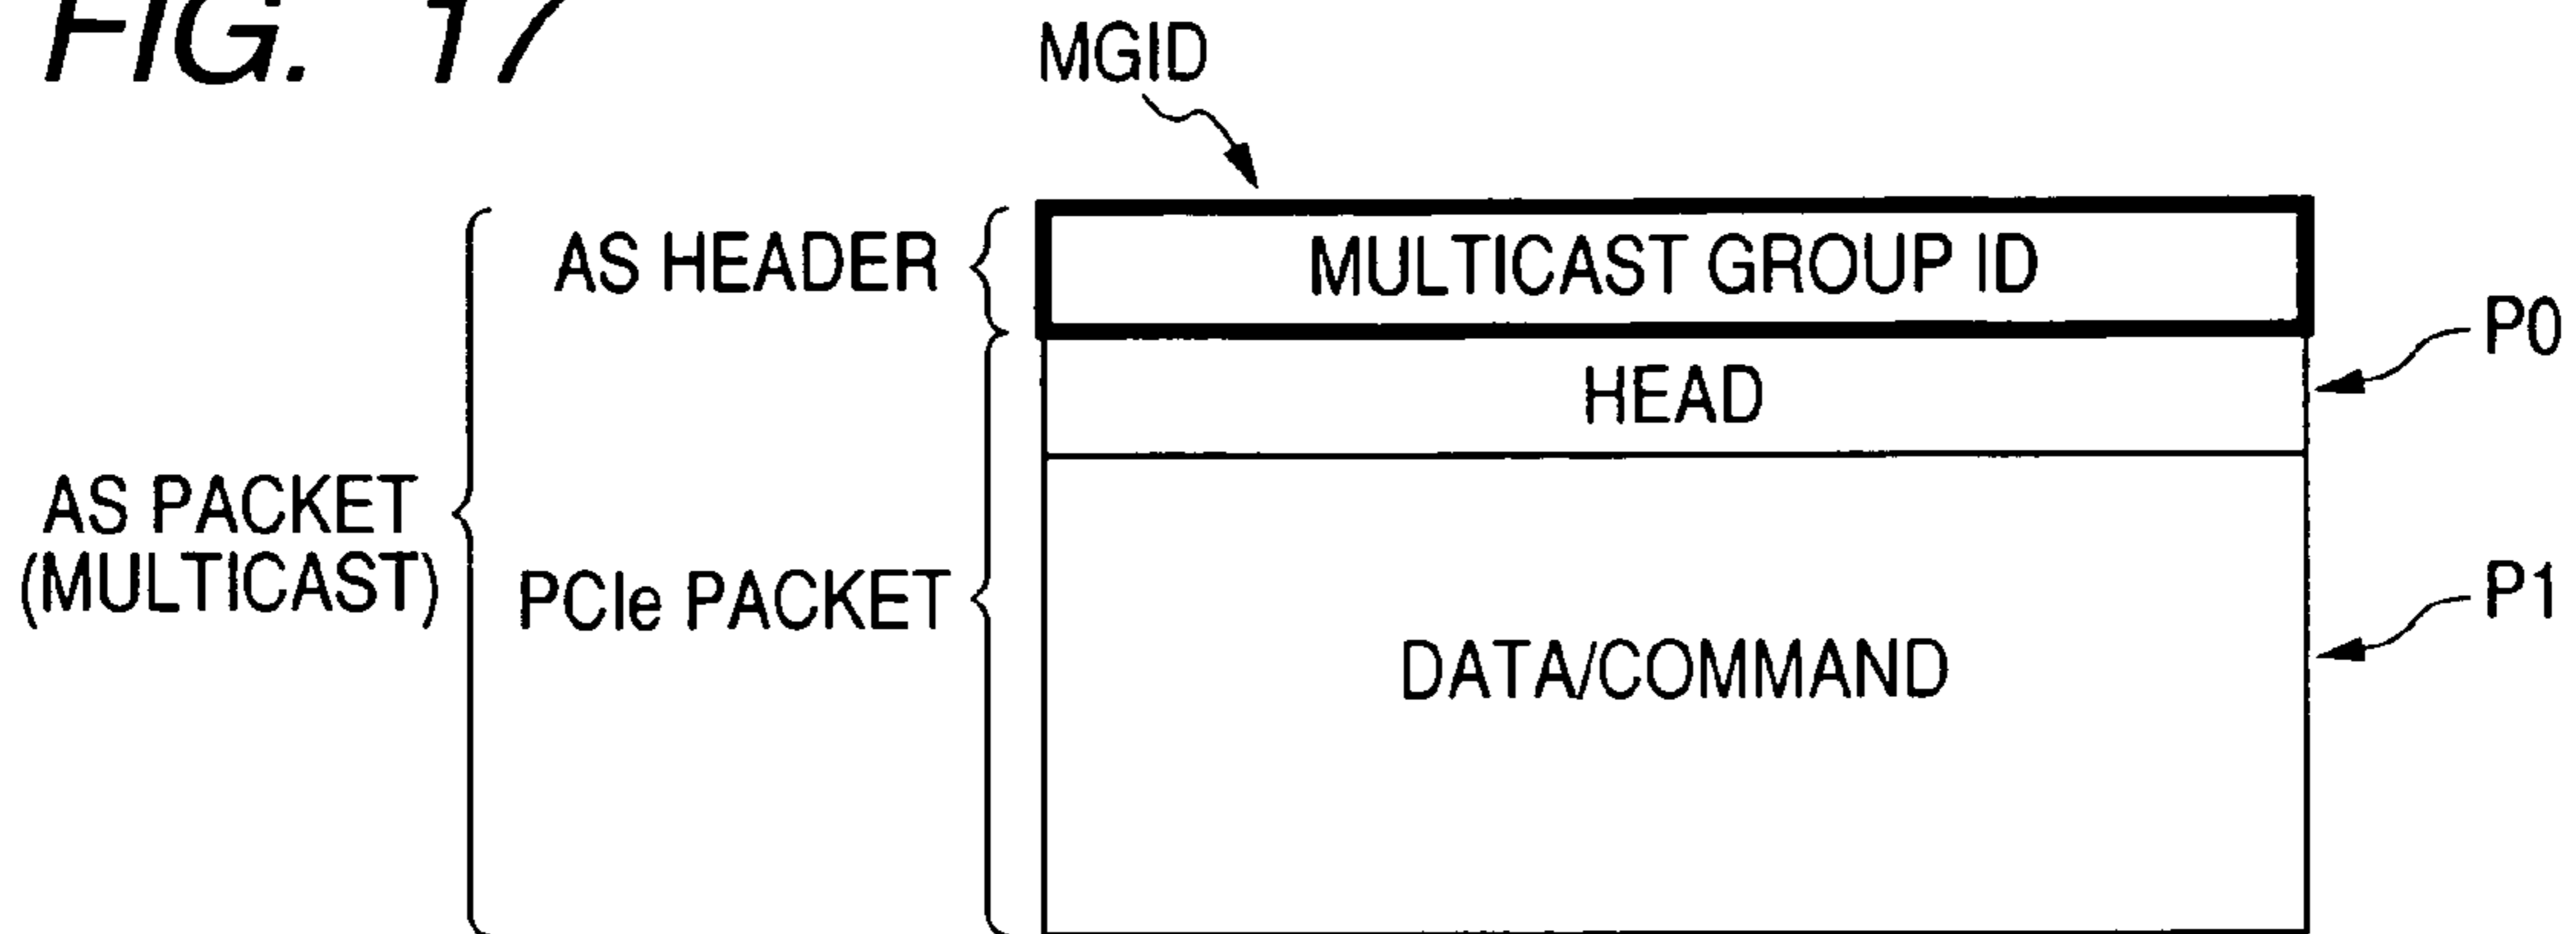 FIG. 17
MGID
AS HEADER
MULTICAST GROUP ID
P0
HEAD
AS PACKET
(MULTICAST)
PCIe PACKET
P1
DATA/COMMAND